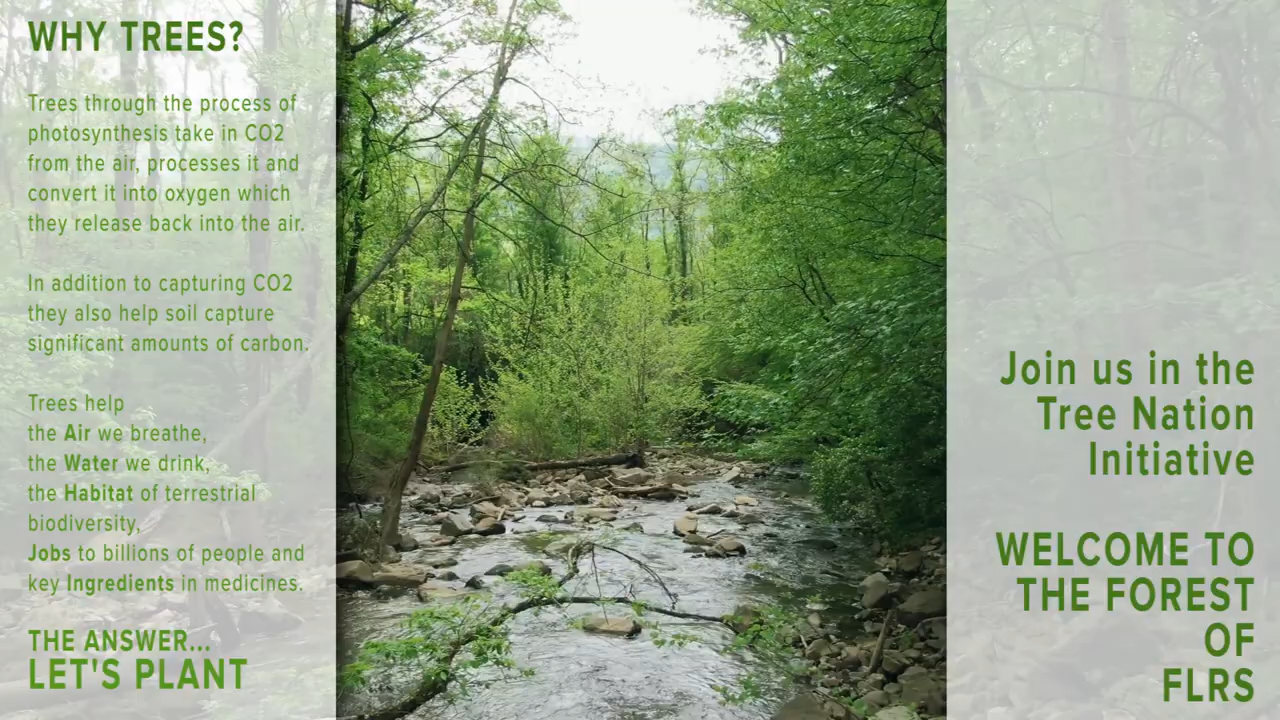 WHY TREES?
Trees through the process of
photosynthesis take in CO2
from the air, processes it and
convert it into oxygen which
they release back into the air.
In addition to capturing CO2
they also help soil capture
significant amounts of carbon.
Trees help
the Air we breathe,
the Water we drink,
the Habitat of terrestrial
biodiversity,
Jobs to billions of people and
key Ingredients in medicines.
THE ANSWER...
LET'S PLANT
Join us in the
Tree Nation
Initiative
WELCOME TO
THE FOREST
OF
FLRS